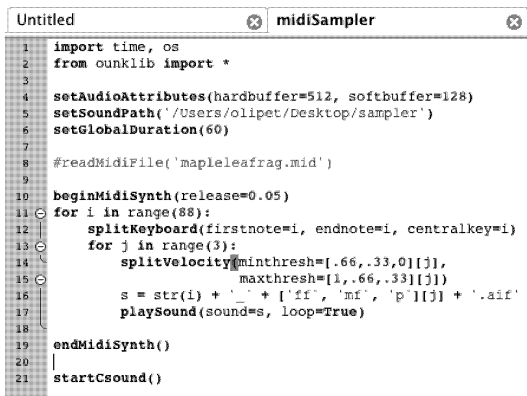 Untitled midiSampler
1 import time, os
2 from ounklib import *
3
4 setAudioAttributes(hardbuffer=512, softbuffer=128)
5 setSoundPath('/Users/olipet/Desktop/sampler')
6 setGlobalDuration(60)
7
8 #readMidiFile('mapleleafrag.mid')
9
10 beginMidiSynth(release=0.05)
11 for i in range(88):
12 splitKeyboard(firstnote=i, endnote=i, centralkey=i)
13 for j in range(3):
14 splitVelocity(minthresh=[.66,.33,0][j],
15 maxthresh=[1,.66,.33][j])
16 s = str(i) + '_' + ['ff', 'mf', 'p'][j] + '.aif'
17 playSound(sound=s, loop=True)
18
19 endMidiSynth()
20
21 startCsound()